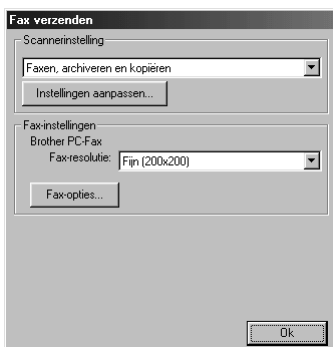 Fax verzenden
Scannerinstelling
Faxen, archiveren en kopiëren
Instellingen aanpassen...
Fax-instellingen
Brother PC-Fax
Fax-resolutie: Fijn (200x200)
Fax-opties...
Ok